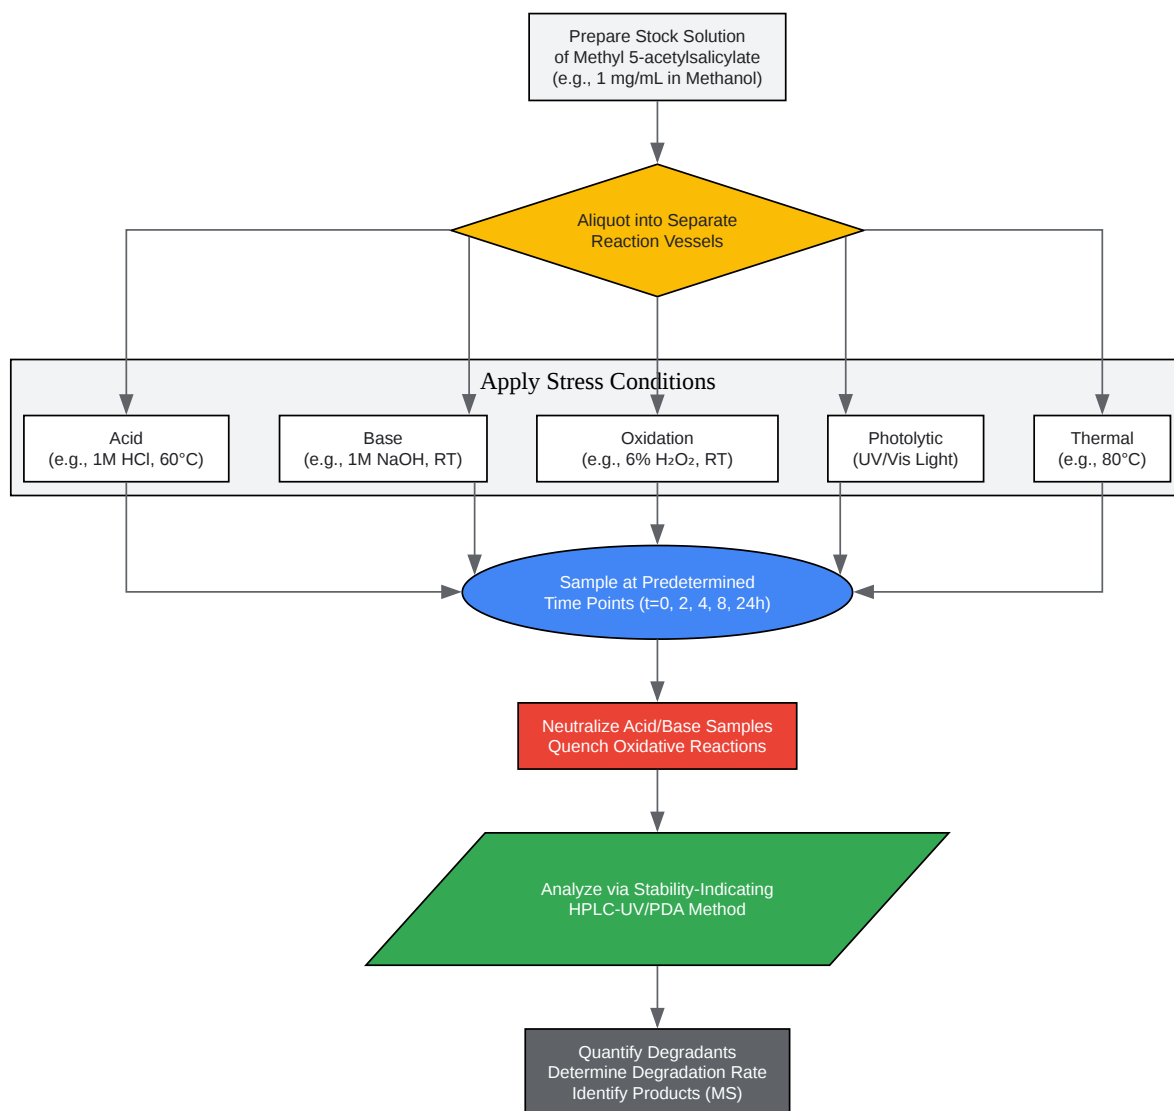 Prepare Stock Solution
of Methyl 5-acetylsalicylate
(e.g., 1 mg/mL in Methanol)
Aliquot into Separate
Reaction Vessels
Apply Stress Conditions
Acid
(e.g., 1M HCl, 60°C)
Base
(e.g., 1M NaOH, RT)
Oxidation
(e.g., 6% H₂O₂, RT)
Photolytic
(UV/Vis Light)
Thermal
(e.g., 80°C)
Sample at Predetermined
Time Points (t=0, 2, 4, 8, 24h)
Neutralize Acid/Base Samples
Quench Oxidative Reactions
Analyze via Stability-Indicating
HPLC-UV/PDA Method
Quantify Degradants
Determine Degradation Rate
Identify Products (MS)